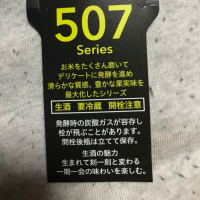 507
Series
お米をたくさん磨いて
デリケートに発酵を進め
滑らかな質感、豊かな果実味を
最大化したシリーズ
生酒 要冷蔵 開栓注意
発酵時の炭酸ガスが容存し
栓が飛ぶことがあります。
開栓後瓶は立てて保存。
生酒の魅力
生まれて刻一刻と変わる
一期一会の味わいを楽しむ。